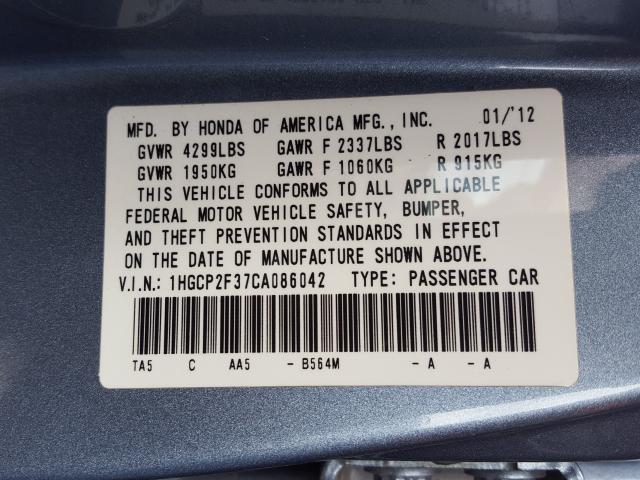 MFD. BY HONDA OF AMERICA MFG., INC. 01/'12
GVWR 4299LBS GAWR F 2337LBS R 2017LBS
GVWR 1950KG GAWR F 1060KG R 915KG
THIS VEHICLE CONFORMS TO ALL APPLICABLE
FEDERAL MOTOR VEHICLE SAFETY, BUMPER,
AND THEFT PREVENTION STANDARDS IN EFFECT
ON THE DATE OF MANUFACTURE SHOWN ABOVE.
V.I.N.: 1HGCP2F37CA086042 TYPE: PASSENGER CAR
TA5 C AA5 - B564M - A - A